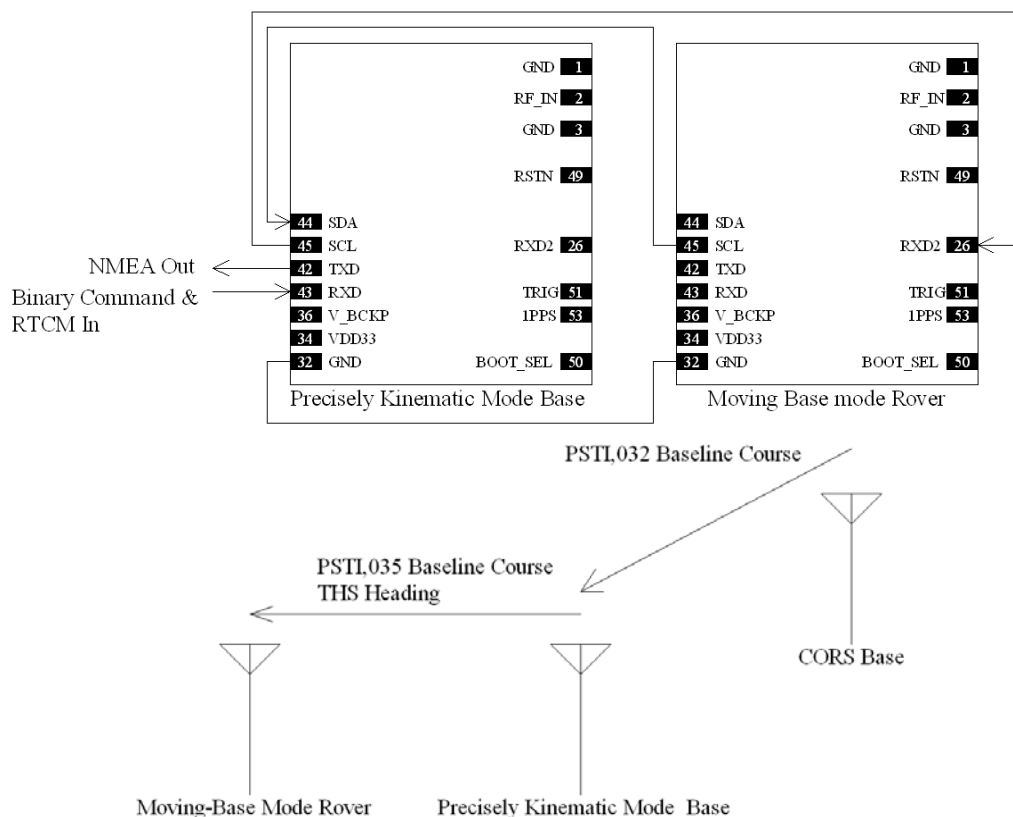 GND 1
RF_IN 2
GND 3
RSTN 49
44 SDA
45 SCL
RXD2 26
42 TXD
43 RXD
TRIG 51
36 V_BCKP
1PPS 53
34 VDD33
32 GND
BOOT_SEL 50
NMEA Out
Binary Command &
RTCM In
Precisely Kinematic Mode Base
GND 1
RF_IN 2
GND 3
RSTN 49
44 SDA
45 SCL
RXD2 26
42 TXD
43 RXD
TRIG 51
36 V_BCKP
1PPS 53
34 VDD33
32 GND
BOOT_SEL 50
Moving Base mode Rover
PSTI,032 Baseline Course
PSTI,035 Baseline Course
THS Heading
CORS Base
Moving-Base Mode Rover
Precisely Kinematic Mode Base